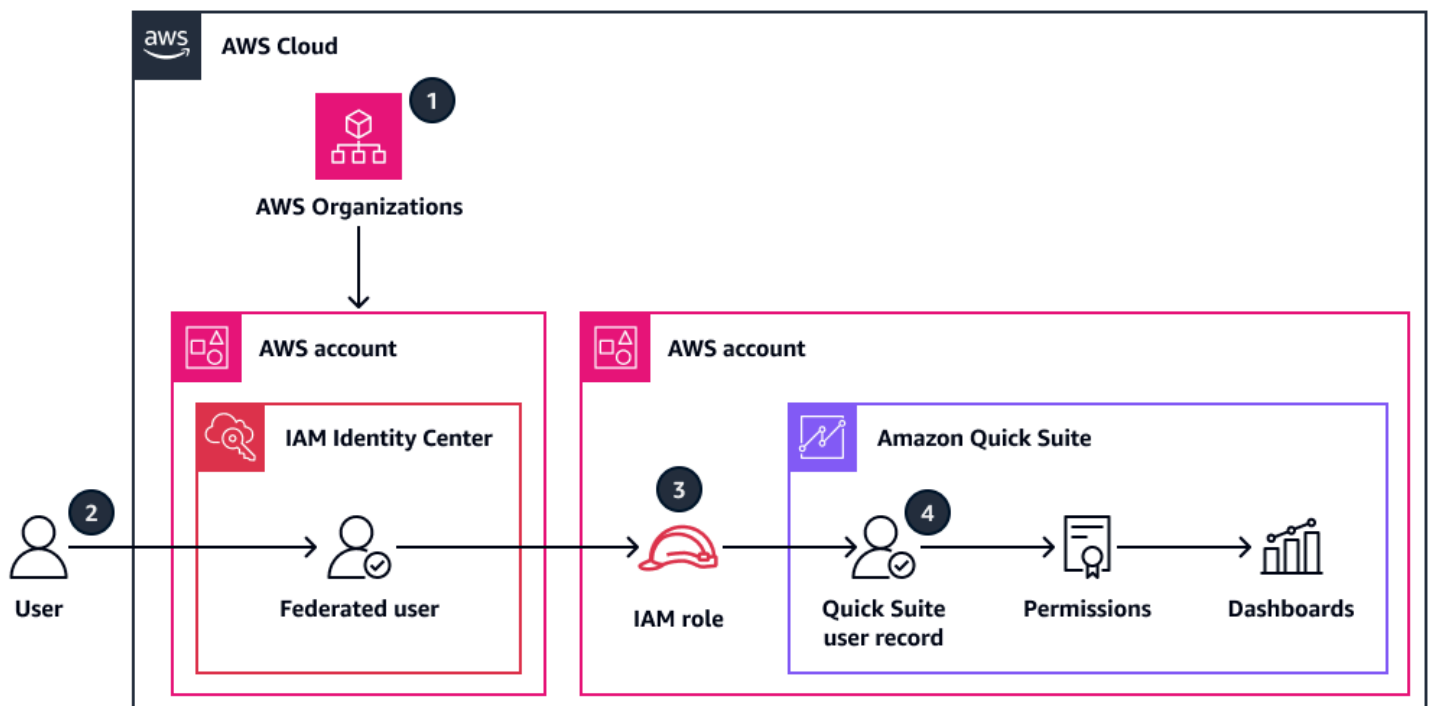 aws
AWS Cloud
1
AWS Organizations
AWS account
AWS account
IAM Identity Center
Amazon Quick Suite
2
3
4
User
Federated user
IAM role
Quick Suite
user record
Permissions
Dashboards